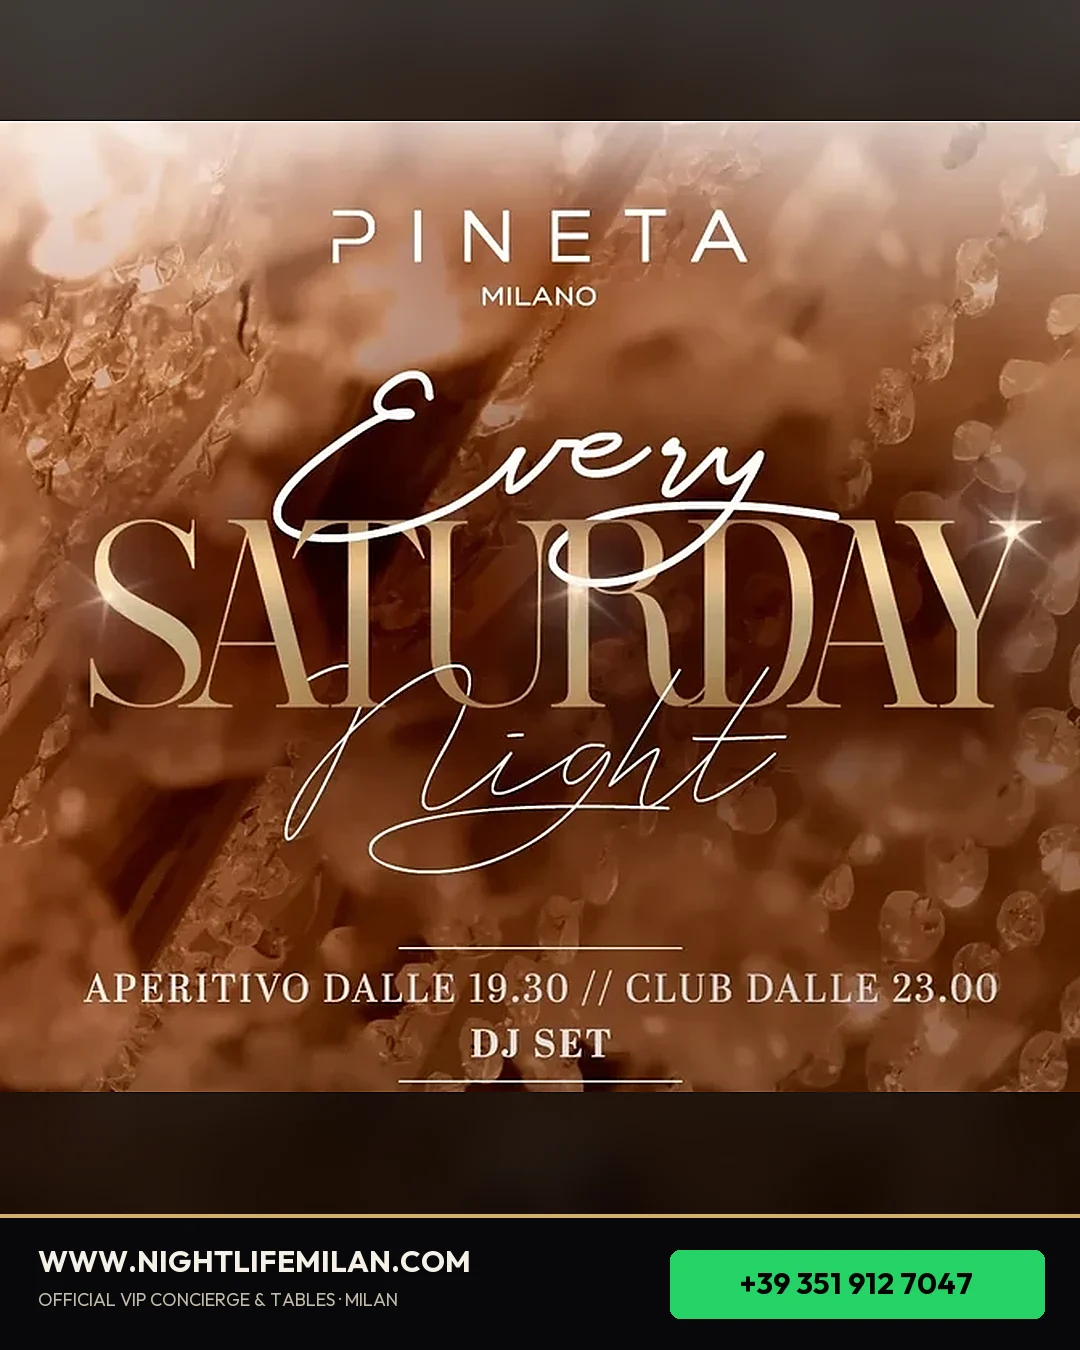 PINETA
MILANO
Every
SATURDAY
Night
APERITIVO DALLE 19.30 // CLUB DALLE 23.00
DJ SET
WWW.NIGHTLIFEMILAN.COM
OFFICIAL VIP CONCIERGE & TABLES · MILAN
+39 351 912 7047